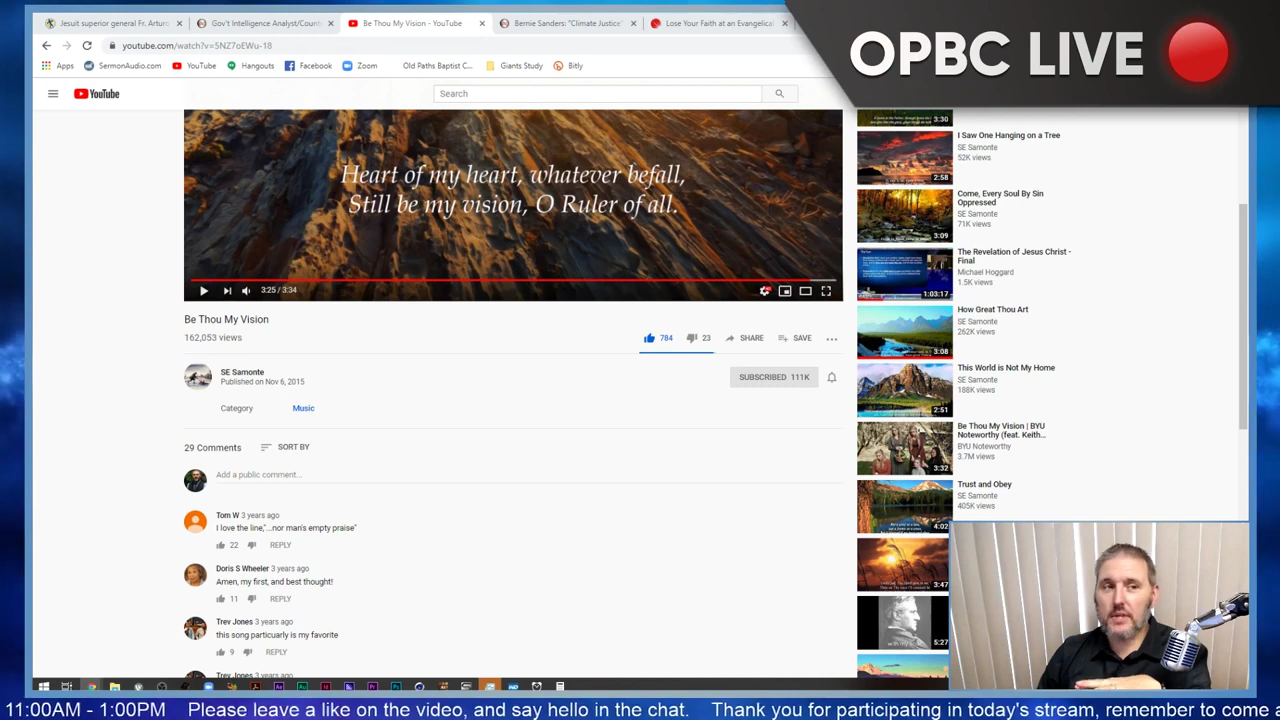 Jesuit superior general Fr. Arturo
Gov't Intelligence Analyst/Counte
Be Thou My Vision - YouTube
Bernie Sanders: "Climate Justice"
Lose Your Faith at an Evangelical
OPBC LIVE
youtube.com/watch?v=5NZ7oEWu-18
Apps
SermonAudio.com
YouTube
Hangouts
Facebook
Zoom
Old Paths Baptist C...
Giants Study
Bitly
YouTube
Search
Heart of my heart, whatever befall,
Still be my vision, O Ruler of all.
3:25 / 3:34
Be Thou My Vision
162,053 views
784
23
SHARE
SAVE
SE Samonte
Published on Nov 6, 2015
SUBSCRIBED 111K
Category
Music
29 Comments
SORT BY
Add a public comment...
Tom W 3 years ago
I love the line,"...nor man's empty praise"
22
REPLY
Doris S Wheeler 3 years ago
Amen, my first, and best thought!
11
REPLY
Trev Jones 3 years ago
this song particuarly is my favorite
9
REPLY
Trev Jones 3 years ago
3:30
I Saw One Hanging on a Tree
SE Samonte
52K views
2:58
Come, Every Soul By Sin
Oppressed
SE Samonte
71K views
3:09
The Revelation of Jesus Christ -
Final
Michael Hoggard
1.5K views
1:03:17
How Great Thou Art
SE Samonte
262K views
3:08
This World is Not My Home
SE Samonte
188K views
2:51
Be Thou My Vision | BYU
Noteworthy (feat. Keith...
BYU Noteworthy
3.7M views
3:32
Trust and Obey
SE Samonte
405K views
4:02
3:47
5:27
11:00AM - 1:00PM Please leave a like on the video, and say hello in the chat. Thank you for participating in today's stream, remember to come a